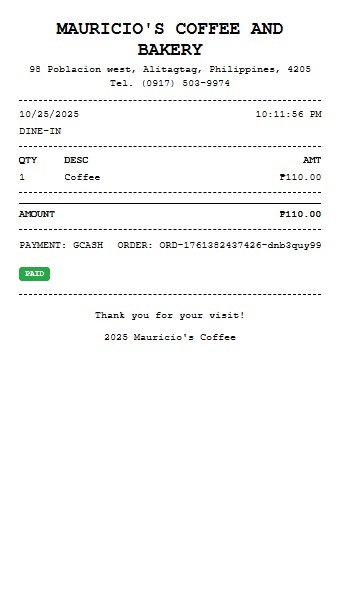 MAURICIO'S COFFEE AND
BAKERY
98 Poblacion west, Alitagtag, Philippines, 4205
Tel. (0917) 503-9974
10/25/2025 10:11:56 PM
DINE-IN
QTY DESC AMT
1 Coffee ₱110.00
AMOUNT ₱110.00
PAYMENT: GCASH ORDER: ORD-1761382437426-dnb3quy99
PAID
Thank you for your visit!
2025 Mauricio's Coffee